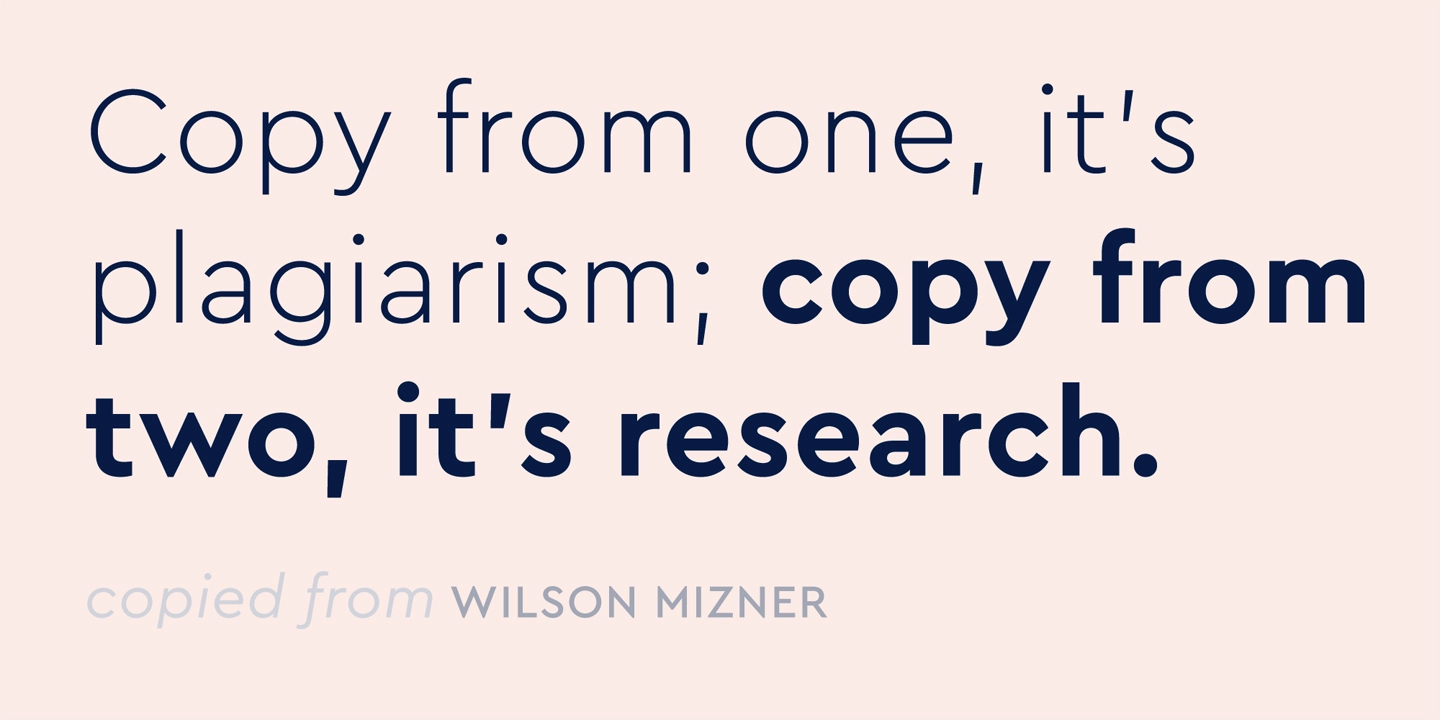 Copy from one, it's
plagiarism; copy from
two, it's research.
copied from WILSON MIZNER